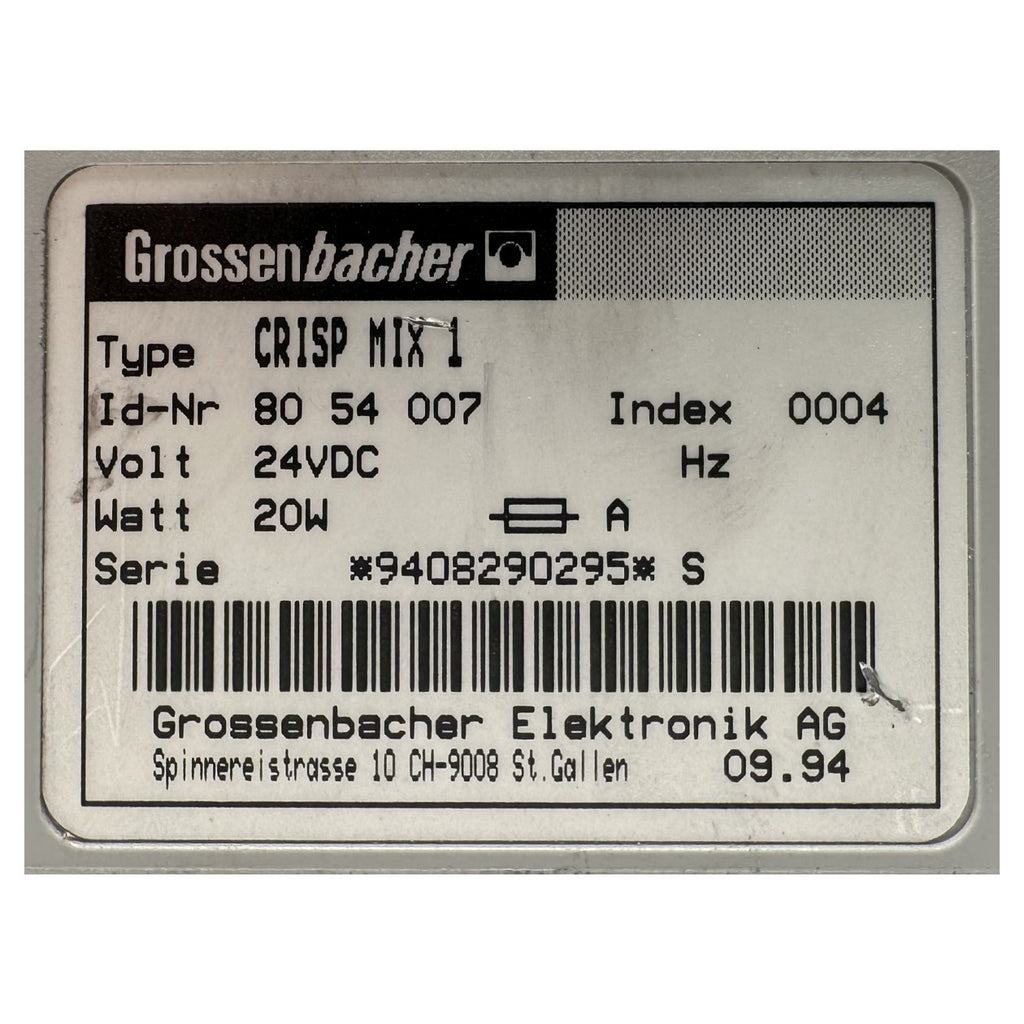 Grossenbacher
Type CRISP MIX 1
Id-Nr 80 54 007 Index 0004
Volt 24VDC Hz
Watt 20W A
Serie *9408290295* S
Grossenbacher Elektronik AG
Spinnereistrasse 10 CH-9008 St.Gallen 09.94